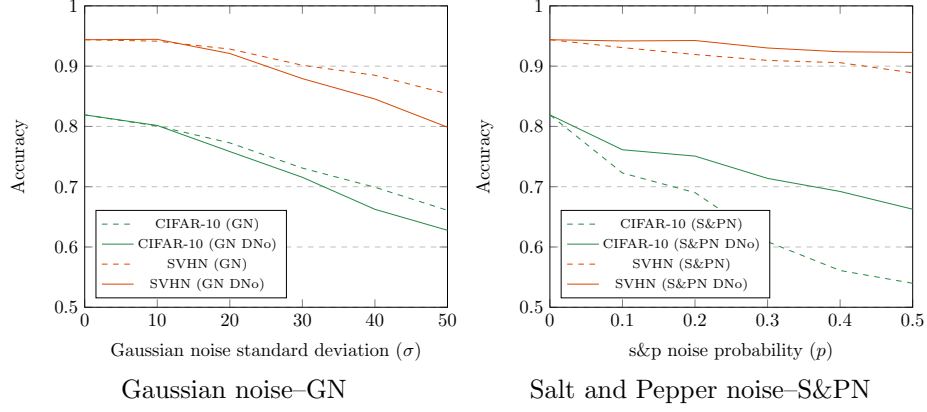 1
0.9
0.8
0.7
0.6
0.5
Accuracy
CIFAR-10 (GN)
CIFAR-10 (GN DNo)
SVHN (GN)
SVHN (GN DNo)
0 10 20 30 40 50
Gaussian noise standard deviation (σ)
Gaussian noise–GN
1
0.9
0.8
0.7
0.6
0.5
Accuracy
CIFAR-10 (S&PN)
CIFAR-10 (S&PN DNo)
SVHN (S&PN)
SVHN (S&PN DNo)
0 0.1 0.2 0.3 0.4 0.5
s&p noise probability (p)
Salt and Pepper noise–S&PN